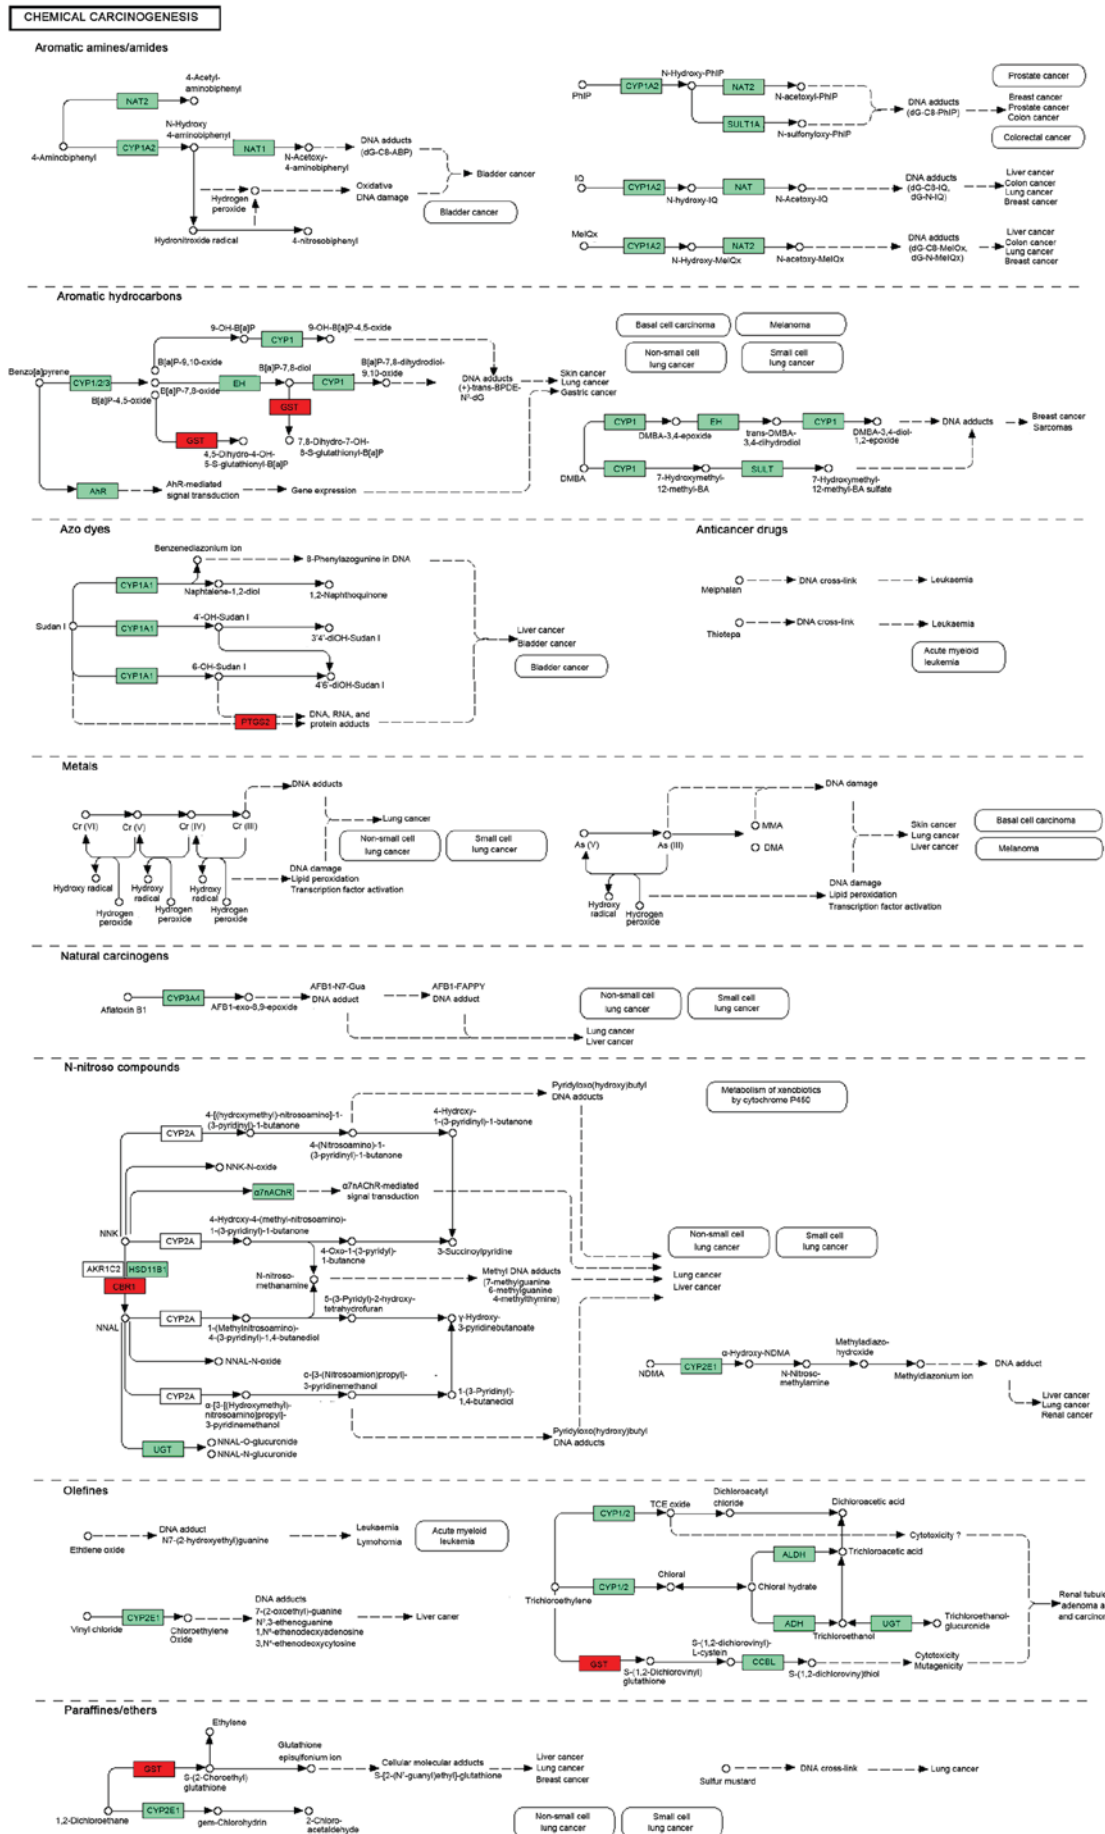 CHEMICAL CARCINOGENESIS
Aromatic amines/amides
4-Acetyl-
aminobiphenyl
NAT2
N-Hydroxy
4-aminobiphenyl
4-Aminobiphenyl
CYP1A2
NAT1
N-Acetoxy-
4-aminobiphenyl
DNA adducts
(dG-C8-ABP)
Hydrogen
peroxide
Oxidative
DNA damage
Bladder cancer
Bladder cancer
Hydronitroxide radical
4-nitrosobiphenyl
PhIP
CYP1A2
N-Hydroxy-PhIP
NAT2
N-acetoxyl-PhIP
SULT1A
N-sulfonyloxy-PhIP
DNA adducts
(dG-C8-PhIP)
Prostate cancer
Breast cancer
Prostate cancer
Colon cancer
Colorectal cancer
IQ
CYP1A2
N-hydroxy-IQ
NAT
N-Acetoxy-IQ
DNA adducts
(dG-C8-IQ,
dG-N-IQ)
Liver cancer
Colon cancer
Lung cancer
Breast cancer
MeIQx
CYP1A2
N-Hydroxy-MeIQx
NAT2
N-acetoxy-MeIQx
DNA adducts
(dG-C8-MeIOx,
dG-N-MeIQx)
Liver cancer
Colon cancer
Lung cancer
Breast cancer
Aromatic hydrocarbons
9-OH-B[a]P
CYP1
9-OH-B[a]P-4,5-oxide
Benzo[a]pyrene
CYP1/2/3
B[a]P-9,10-oxide
B[a]P-7,8-oxide
B[a]P-4,5-oxide
EH
B[a]P-7,8-diol
CYP1
B[a]P-7,8-dihydrodiol-
9,10-oxide
DNA adducts
(+)-trans-BPDE-
N²-dG
Skin cancer
Lung cancer
Gastric cancer
GST
GST
4,5-Dihydro-4-OH-
5-S-glutathionyl-B[a]P
7,8-Dihydro-7-OH-
8-S-glutathionyl-B[a]P
AhR
AhR-mediated
signal transduction
Gene expression
Basal cell carcinoma
Melanoma
Non-small cell
lung cancer
Small cell
lung cancer
DMBA
CYP1
DMBA-3,4-epoxide
EH
trans-DMBA-
3,4-dihydrodiol
CYP1
DMBA-3,4-diol-
1,2-epoxide
DNA adducts
Breast cancer
Sarcomas
CYP1
7-Hydroxymethyl-
12-methyl-BA
SULT
7-Hydroxymethyl-
12-methyl-BA sulfate
Azo dyes
Benzenediazonium ion
8-Phenylazogunine in DNA
CYP1A1
Naphtalene-1,2-diol
1,2-Naphthoquinone
Sudan I
CYP1A1
4'-OH-Sudan I
3'4'-diOH-Sudan I
CYP1A1
6-OH-Sudan I
4'6'-diOH-Sudan I
PTGS2
DNA, RNA, and
protein adducts
Liver cancer
Bladder cancer
Bladder cancer
Anticancer drugs
Melphalan
DNA cross-link
Leukaemia
Thiotepa
DNA cross-link
Leukaemia
Acute myeloid
leukemia
Metals
DNA adducts
Cr (VI)
Cr (V)
Cr (IV)
Cr (III)
Lung cancer
Non-small cell
lung cancer
Small cell
lung cancer
Hydroxy radical
Hydroxy
radical
Hydroxy
radical
Hydrogen
peroxide
Hydrogen
peroxide
Hydrogen
peroxide
DNA damage
Lipid peroxidation
Transcription factor activation
As (V)
As (III)
DNA damage
MMA
DMA
Hydroxy
radical
Hydrogen
peroxide
DNA damage
Lipid peroxidation
Transcription factor activation
Skin cancer
Lung cancer
Liver cancer
Basal cell carcinoma
Melanoma
Natural carcinogens
Aflatoxin B1
CYP3A4
AFB1-exo-8,9-epoxide
AFB1-N7-Gua
DNA adduct
AFB1-FAPPY
DNA adduct
Non-small cell
lung cancer
Small cell
lung cancer
Lung cancer
Liver cancer
N-nitroso compounds
Pyridyloxo(hydroxy)butyl
DNA adducts
Metabolism of xenobiotics
by cytochrome P450
CYP2A
4-[(hydroxymethyl)-nitrosoamino]-1-
(3-pyridinyl)-1-butanone
4-(Nitrosoamino)-1-
(3-pyridinyl)-1-butanone
4-Hydroxy-
1-(3-pyridinyl)-1-butanone
NNK-N-oxide
α7nAChR
α7nAChR-mediated
signal transduction
NNK
CYP2A
4-Hydroxy-4-(methyl-nitrosoamino)-
1-(3-pyridinyl)-1-butanone
4-Oxo-1-(3-pyridyl)-
1-butanone
3-Succinoylpyridine
AKR1C2
HSD11B1
CBR1
N-nitroso-
methanamine
Methyl DNA adducts
(7-methylguanine
6-methylguanine
4-methylthymine)
Non-small cell
lung cancer
Small cell
lung cancer
Lung cancer
Liver cancer
NNAL
CYP2A
1-(Methylnitrosoamino)-
4-(3-pyridinyl)-1,4-butanediol
5-(3-Pyridyl)-2-hydroxy-
tetrahydrofuran
γ-Hydroxy-
3-pyridinebutanoate
NNAL-N-oxide
CYP2A
α-[3-[(Hydroxymethyl)-
nitrosoamino]propyl]-
3-pyridinemethanol
α-[3-(Nitrosoamion)propyl]-
3-pyridinemethanol
1-(3-Pyridinyl)-
1,4-butanediol
UGT
NNAL-O-glucuronide
NNAL-N-glucuronide
Pyridyloxo(hydroxy)butyl
DNA adducts
NDMA
CYP2E1
α-Hydroxy-NDMA
N-Nitroso-
methylamine
Methyladiazo-
hydroxide
Methyldiazonium ion
DNA adduct
Liver cancer
Lung cancer
Renal cancer
Olefines
Ethtlene oxide
DNA adduct
N7-(2-hydroxyethyl)guanine
Leukaemia
Lymohomia
Acute myeloid
leukemia
Vinyl chloride
CYP2E1
Chloroethylene
Oxide
DNA adducts
7-(2-oxoethyl)-guanine
N²,3-ethenoguanine
1,N⁶-ethenodeoxyadenosine
3,N⁴-ethenodeoxycytosine
Liver caner
CYP1/2
TCE oxide
Dichloroacetyl
chloride
Dichloroacetic acid
Cytotoxicity ?
ALDH
Trichloroacetic acid
Trichloroethylene
CYP1/2
Chloral
Chloral hydrate
ADH
Trichloroethanol
UGT
Trichloroethanol-
glucuronide
Renal tubule
adenoma a
and carcinom
GST
S-(1,2-Dichlorovinyl)
glutathione
S-(1,2-dichlorovinyl)-
L-cystein
CCBL
S-(1,2-dichloroviny)thiol
Cytotoxicity
Mutagenicity
Paraffines/ethers
Ethylene
GST
S-(2-Choroethyl)
glutathione
Glutathione
episulfonium ion
Cellular molecular adducts
S-[2-(N⁷-guanyl)ethyl]-glutathione
Liver cancer
Lung cancer
Breast cancer
1,2-Dichloroethane
CYP2E1
gem-Chlorohydrin
2-Chloro-
acetaldehyde
Non-small cell
lung cancer
Small cell
lung cancer
Sulfur mustard
DNA cross-link
Lung cancer